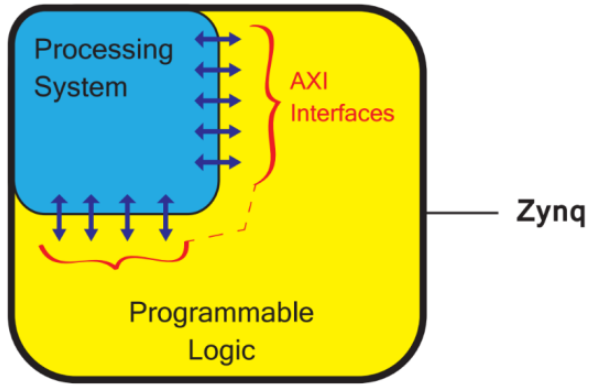 Processing
System
AXI
Interfaces
Zynq
Programmable
Logic